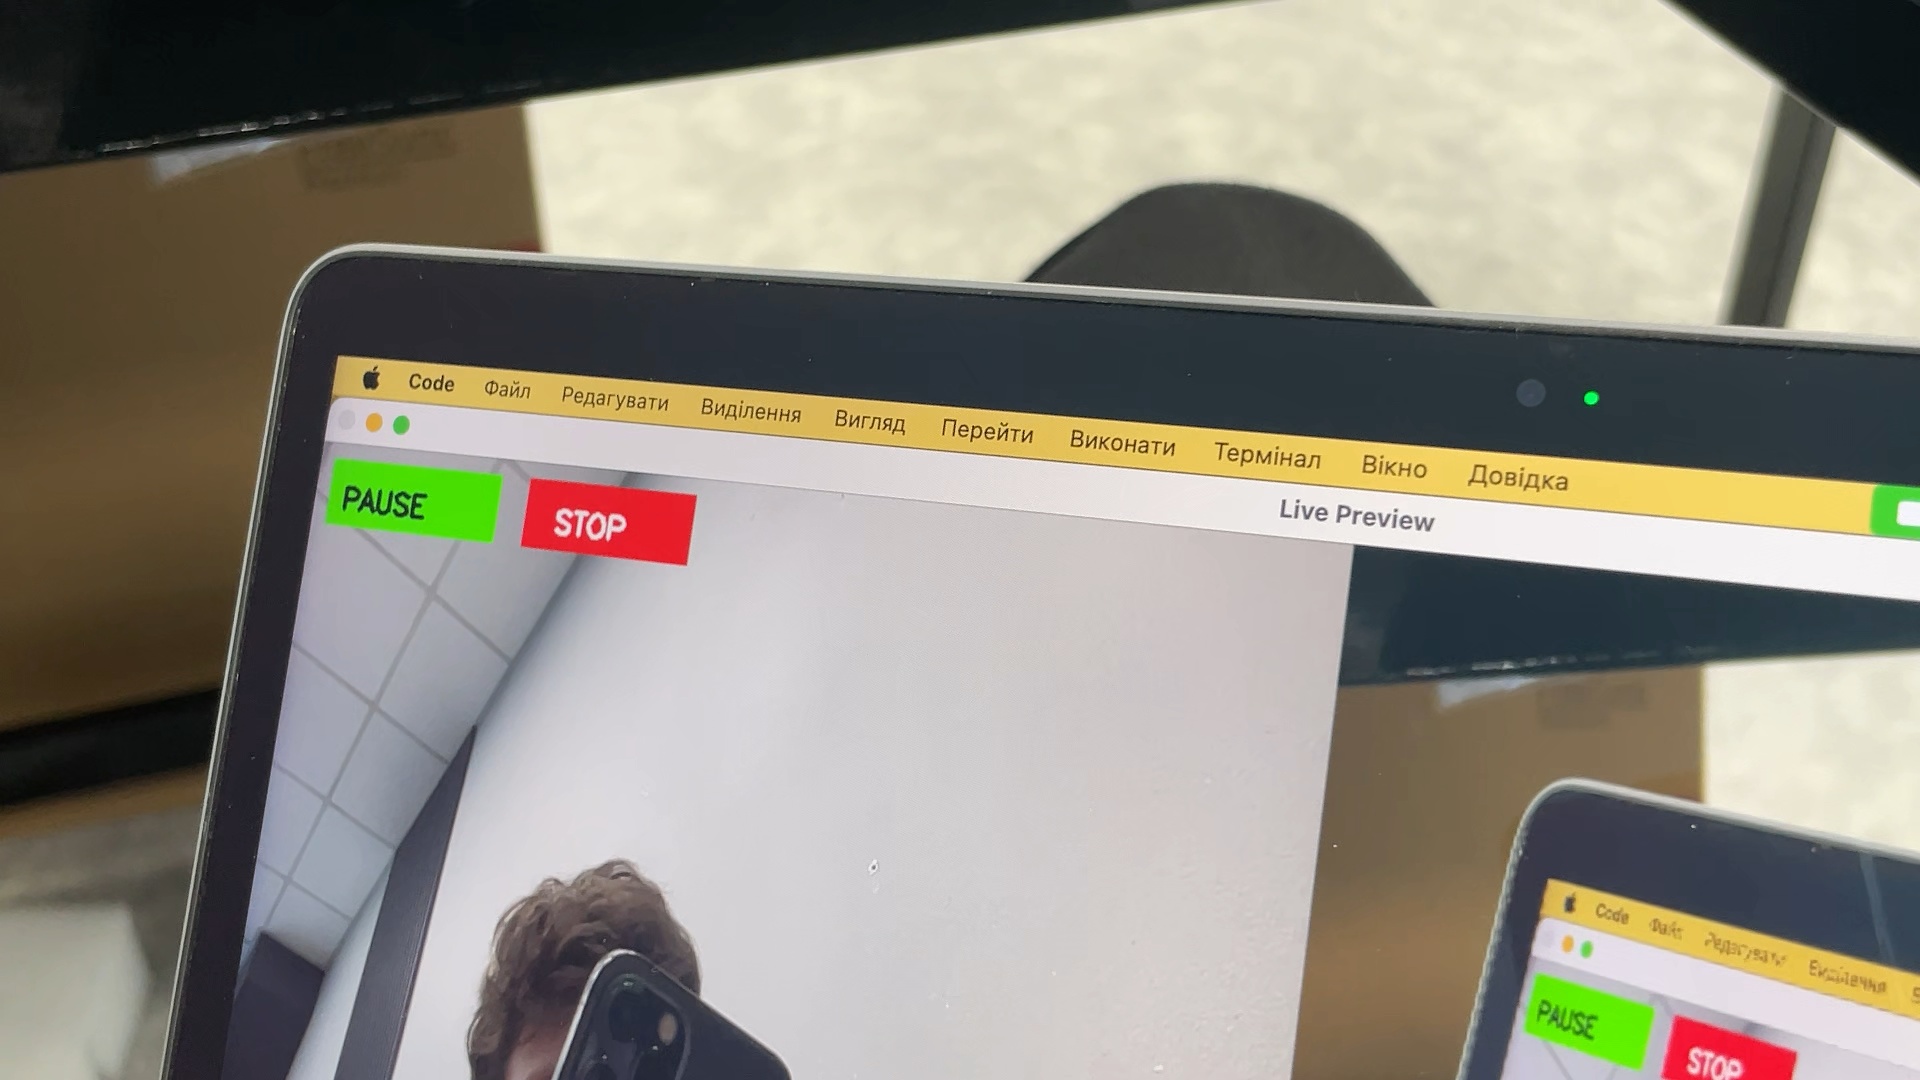 Code Файл Редагувати Виділення Вигляд Перейти Виконати Термінал Вікно Довідка
Live Preview
PAUSE STOP
Code Файл Редагувати Виділення
PAUSE STOP